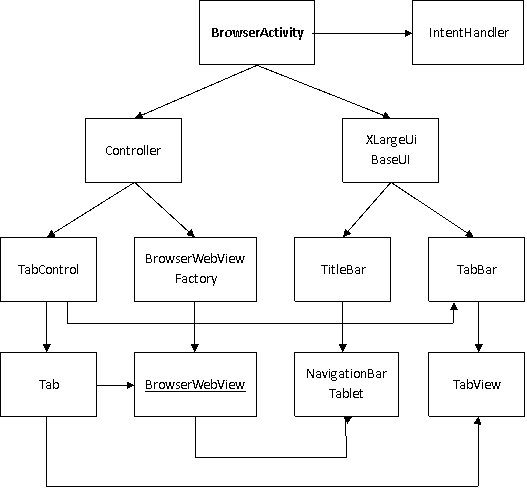 BrowserActivity
IntentHandler
Controller
XLargeUi
BaseUI
TabControl
BrowserWebView
Factory
TitleBar
TabBar
Tab
BrowserWebView
NavigationBar
Tablet
TabView